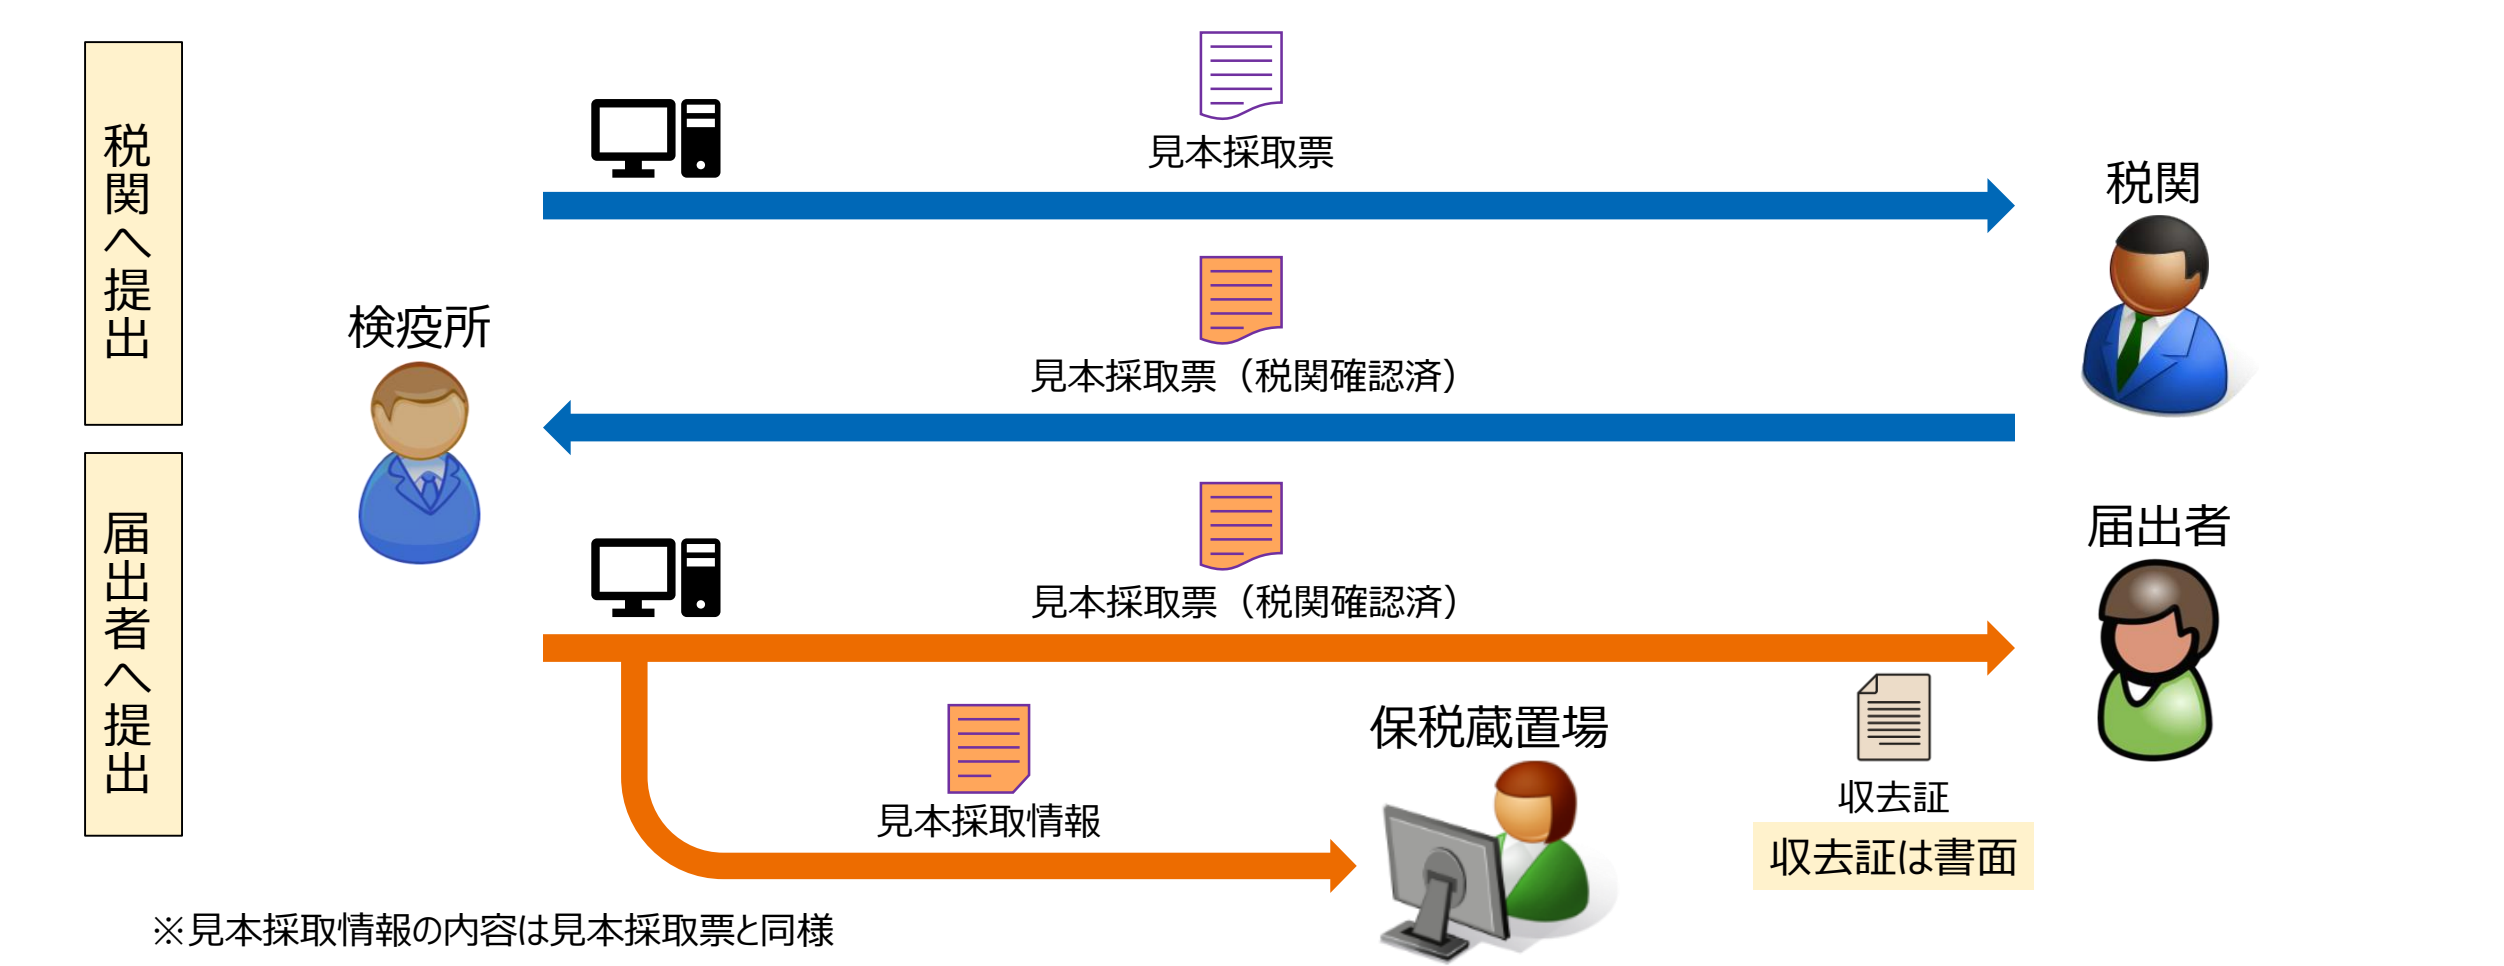 税関へ提出
見本採取票
税関
検疫所
見本採取票（税関確認済）
届出者へ提出
届出者
見本採取票（税関確認済）
保税蔵置場
見本採取情報
収去証
収去証は書面
※見本採取情報の内容は見本採取票と同様